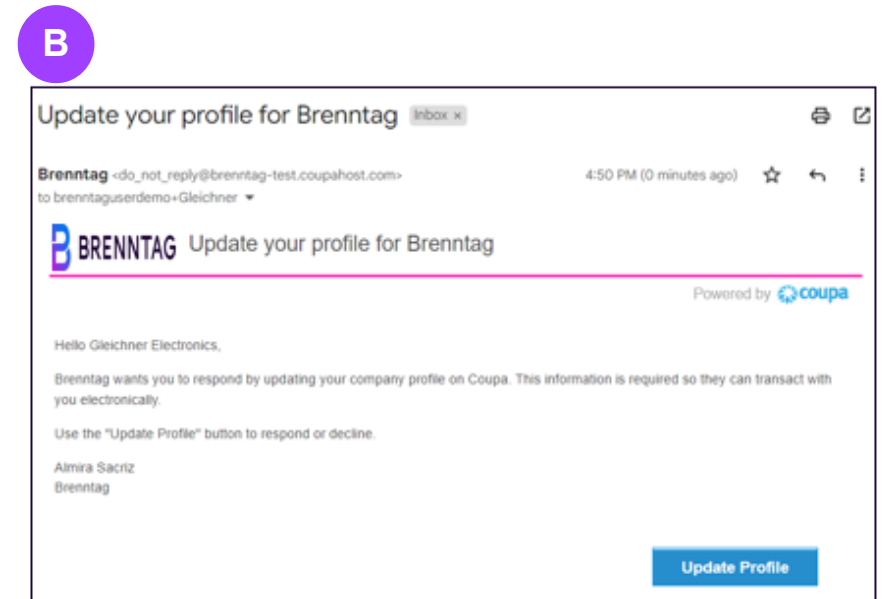 B
Update your profile for Brenntag Inbox ×
Brenntag <do_not_reply@brenntag-test.coupahost.com> 4:50 PM (0 minutes ago)
to brenntaguserdemo+Gleichner
BRENNTAG Update your profile for Brenntag
Powered by coupa
Hello Gleichner Electronics,
Brenntag wants you to respond by updating your company profile on Coupa. This information is required so they can transact with
you electronically.
Use the "Update Profile" button to respond or decline.
Almira Sacriz
Brenntag
Update Profile